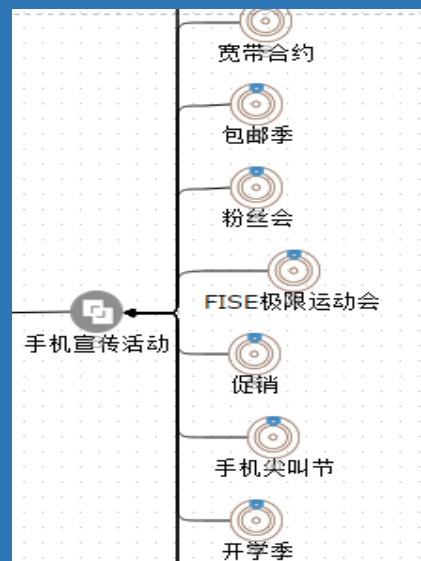 宽带合约
包邮季
粉丝会
FISE极限运动会
手机宣传活动
促销
手机尖叫节
开学季